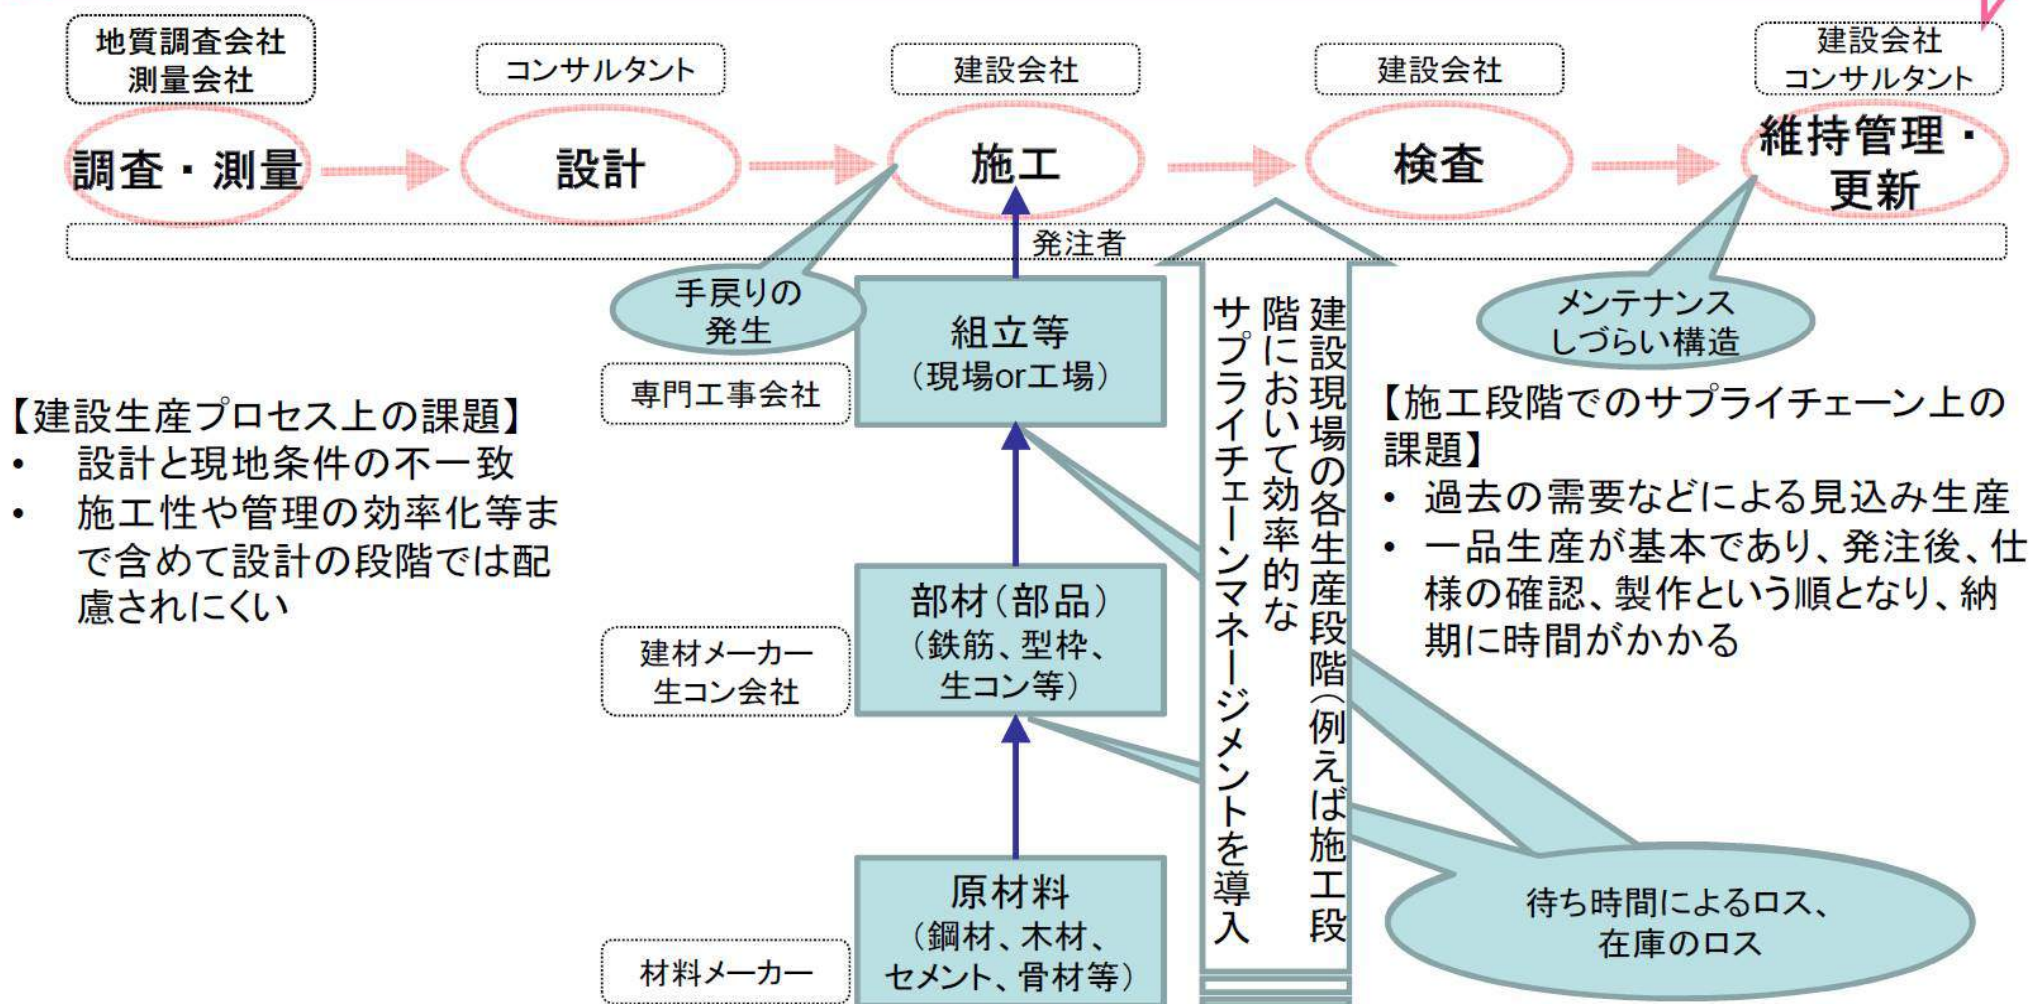 地質調査会社
測量会社
コンサルタント
建設会社
建設会社
建設会社
コンサルタント
調査・測量
設計
施工
検査
維持管理・
更新
発注者
手戻りの
発生
メンテナンス
しづらい構造
組立等
（現場or工場）
専門工事会社
部材（部品）
（鉄筋、型枠、
生コン等）
建材メーカー
生コン会社
原材料
（鋼材、木材、
セメント、骨材等）
材料メーカー
建設現場の各生産段階（例えば施工段
階において効率的な
サプライチェーンマネージメントを導入
【建設生産プロセス上の課題】
• 設計と現地条件の不一致
• 施工性や管理の効率化等ま
で含めて設計の段階では配
慮されにくい
【施工段階でのサプライチェーン上の
課題】
• 過去の需要などによる見込み生産
• 一品生産が基本であり、発注後、仕
様の確認、製作という順となり、納
期に時間がかかる
待ち時間によるロス、
在庫のロス